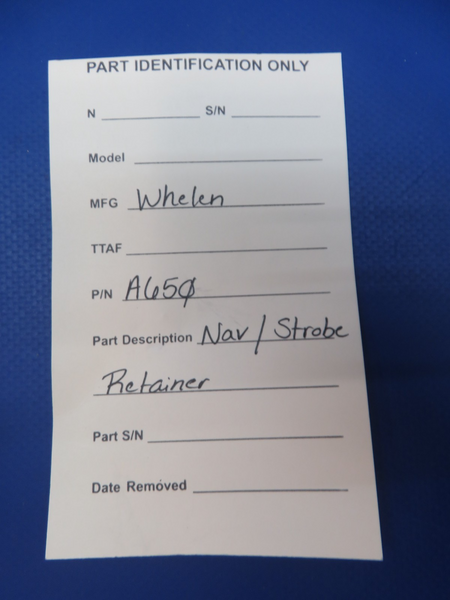 PART IDENTIFICATION ONLY
N S/N
Model
MFG Whelen
TTAF
P/N A650
Part Description Nav / Strobe
Retainer
Part S/N
Date Removed